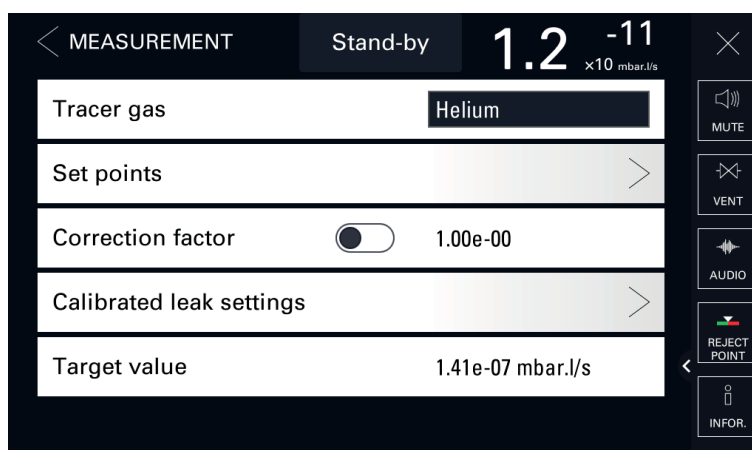 MEASUREMENT
Stand-by
1.2 -11
×10 mbar.l/s
Tracer gas
Helium
Set points
Correction factor
1.00e-00
Calibrated leak settings
Target value
1.41e-07 mbar.l/s
MUTE
VENT
AUDIO
REJECT
POINT
INFOR.